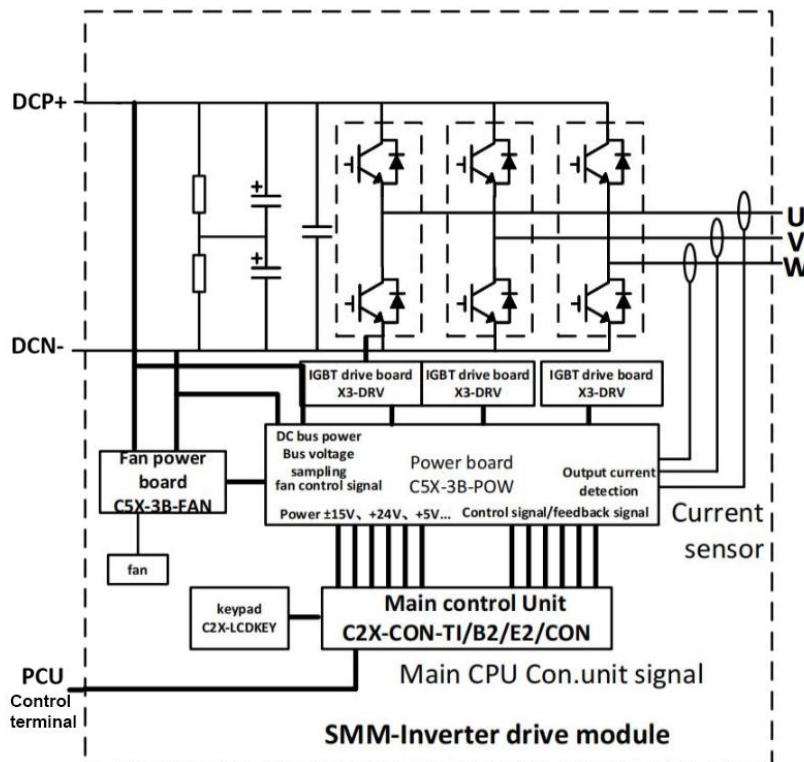 DCP+
U
V
W
DCN-
IGBT drive board
X3-DRV
IGBT drive board
X3-DRV
IGBT drive board
X3-DRV
DC bus power
Bus voltage
sampling
fan control signal
Power board
C5X-3B-POW
Output current
detection
Power ±15V、+24V、+5V...
Control signal/feedback signal
Fan power
board
C5X-3B-FAN
Current
sensor
fan
keypad
C2X-LCDKEY
Main control Unit
C2X-CON-TI/B2/E2/CON
PCU
Control
terminal
Main CPU Con.unit signal
SMM-Inverter drive module
+
+